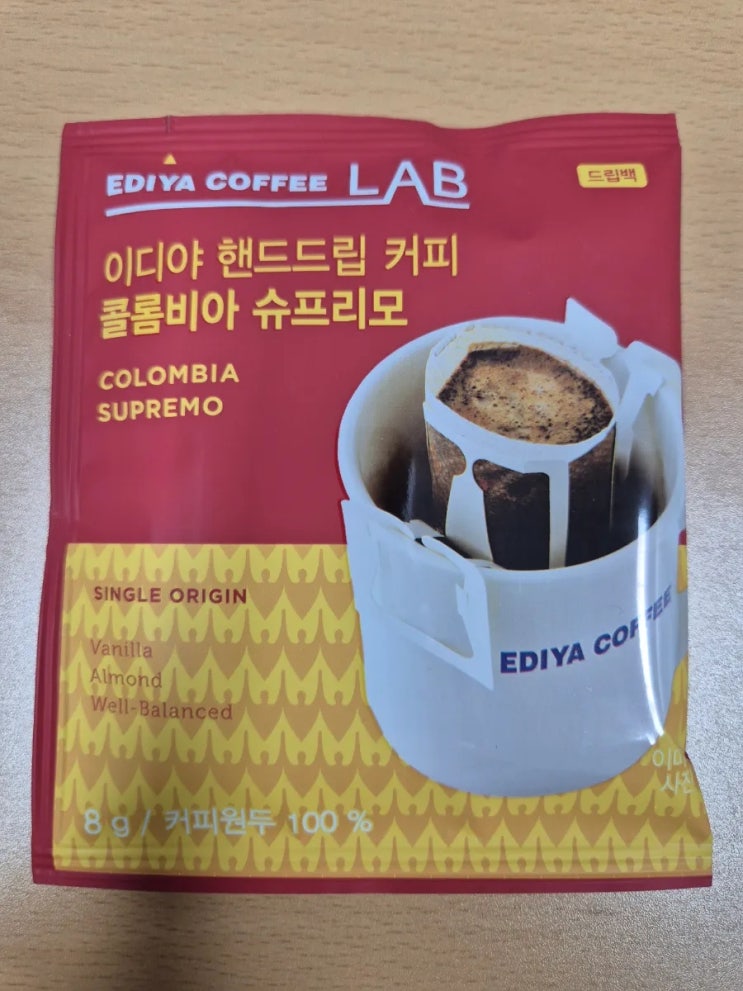 EDIYA COFFEE LAB
드립백
이디야 핸드드립 커피
콜롬비아 슈프리모
COLOMBIA
SUPREMO
SINGLE ORIGIN
Vanilla
Almond
Well-Balanced
EDIYA COFFEE
8 g / 커피원두 100 %